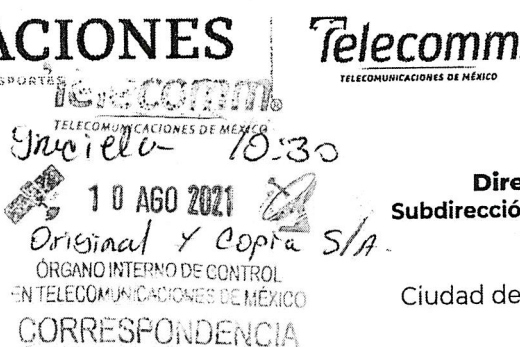 ACIONES
Telecomm.
SPORTES
TELECOMUNICACIONES DE MÉXICO
Telecomm.
TELECOMUNICACIONES DE MÉXICO
Graciela 10:30
10 AGO 2021
Dire
Subdirecció
Original y Copia S/A.
ÓRGANO INTERNO DE CONTROL
EN TELECOMUNICACIONES DE MÉXICO
Ciudad de
CORRESPONDENCIA